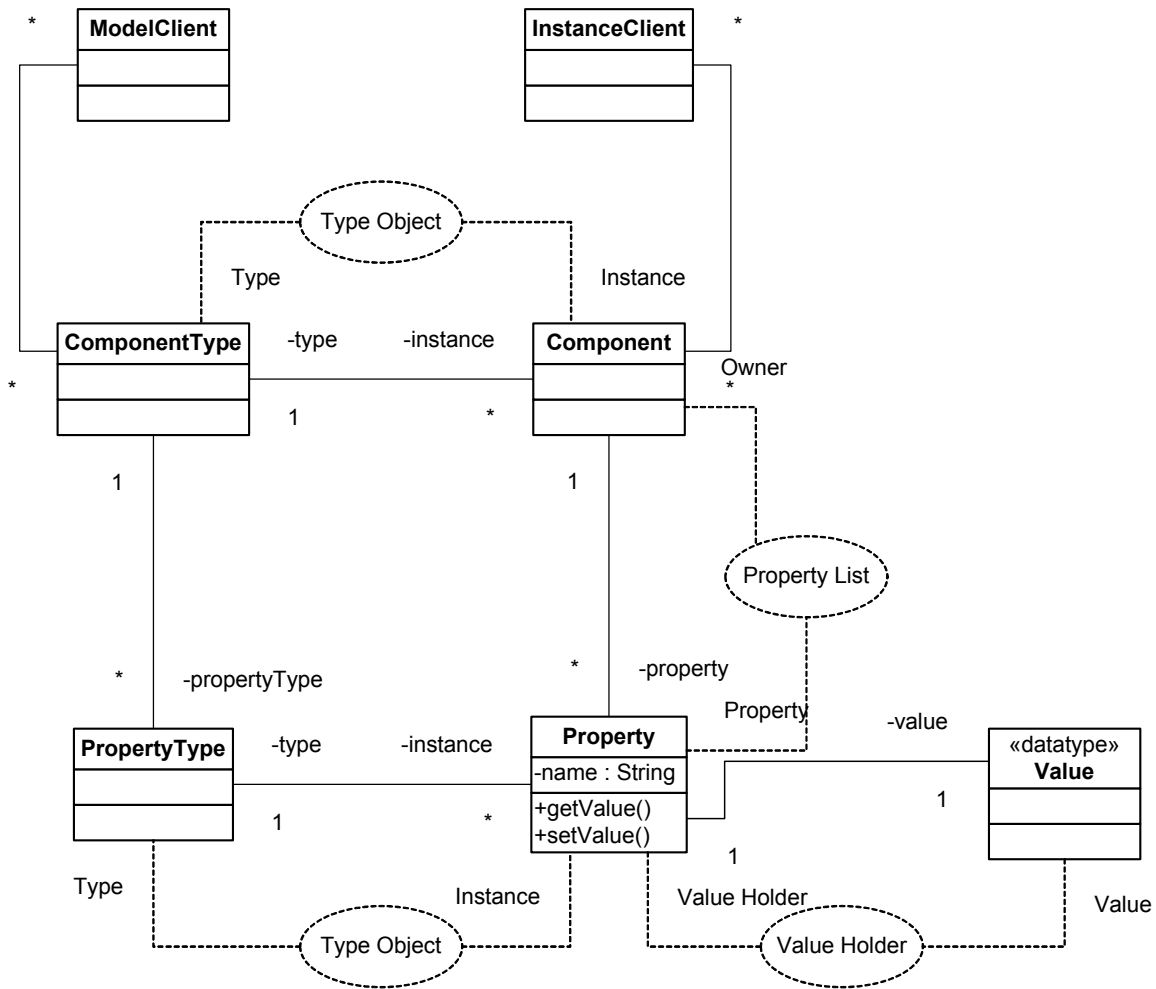 *
ModelClient
InstanceClient
*
Type Object
Type
Instance
ComponentType
-type
-instance
Component
Owner
*
*
1
*
1
1
Property List
*
-propertyType
*
-property
Property
PropertyType
-type
-instance
Property
-value
«datatype»
Value
-name : String
+getValue()
+setValue()
1
*
1
1
Type
Instance
Value Holder
Value
Type Object
Value Holder